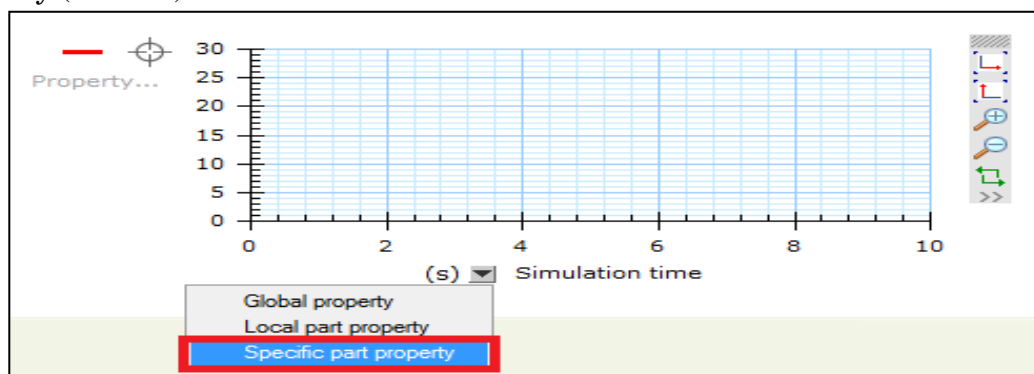 30
Property...
25
20
15
10
5
0
0 2 4 6 8 10
>>
(s) Simulation time
Global property
Local part property
Specific part property